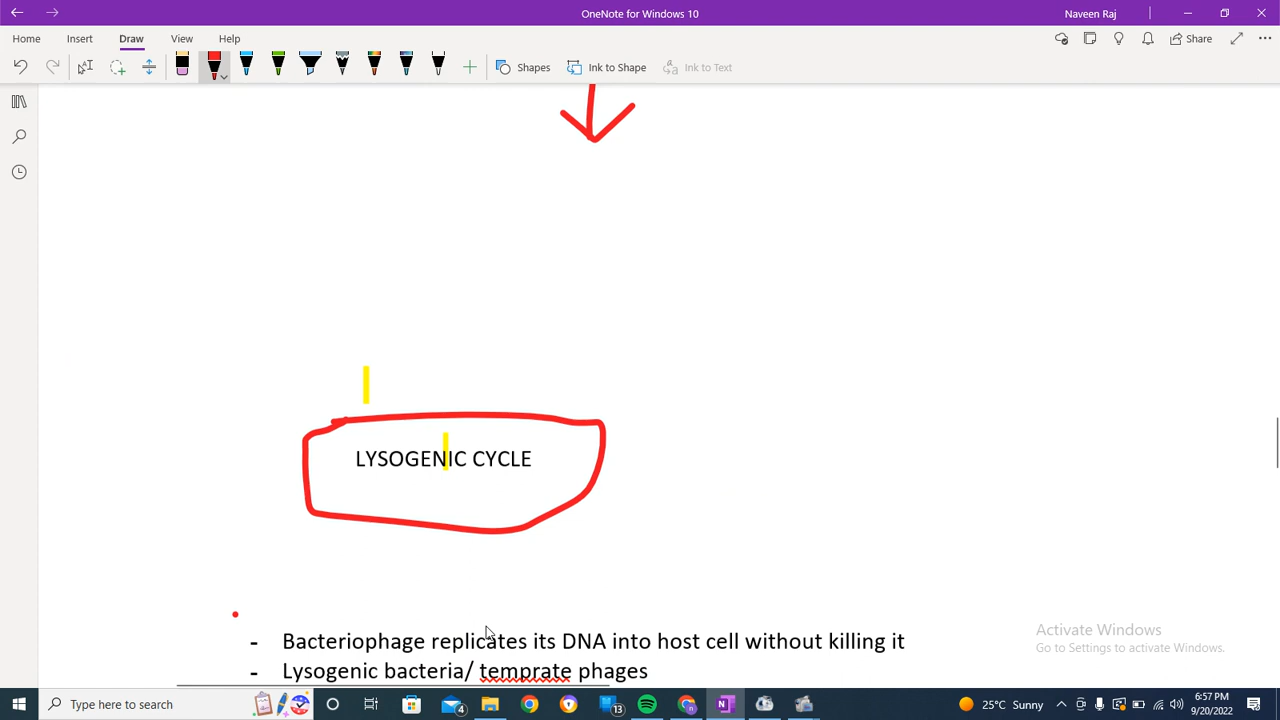 OneNote for Windows 10
Naveen Raj
Home Insert Draw View Help
Share
Shapes
Ink to Shape
Ink to Text
LYSOGENIC CYCLE
- Bacteriophage replicates its DNA into host cell without killing it
- Lysogenic bacteria/ temprate phages
Activate Windows
Go to Settings to activate Windows.
Type here to search
4
13
25°C Sunny
6:57 PM
9/20/2022